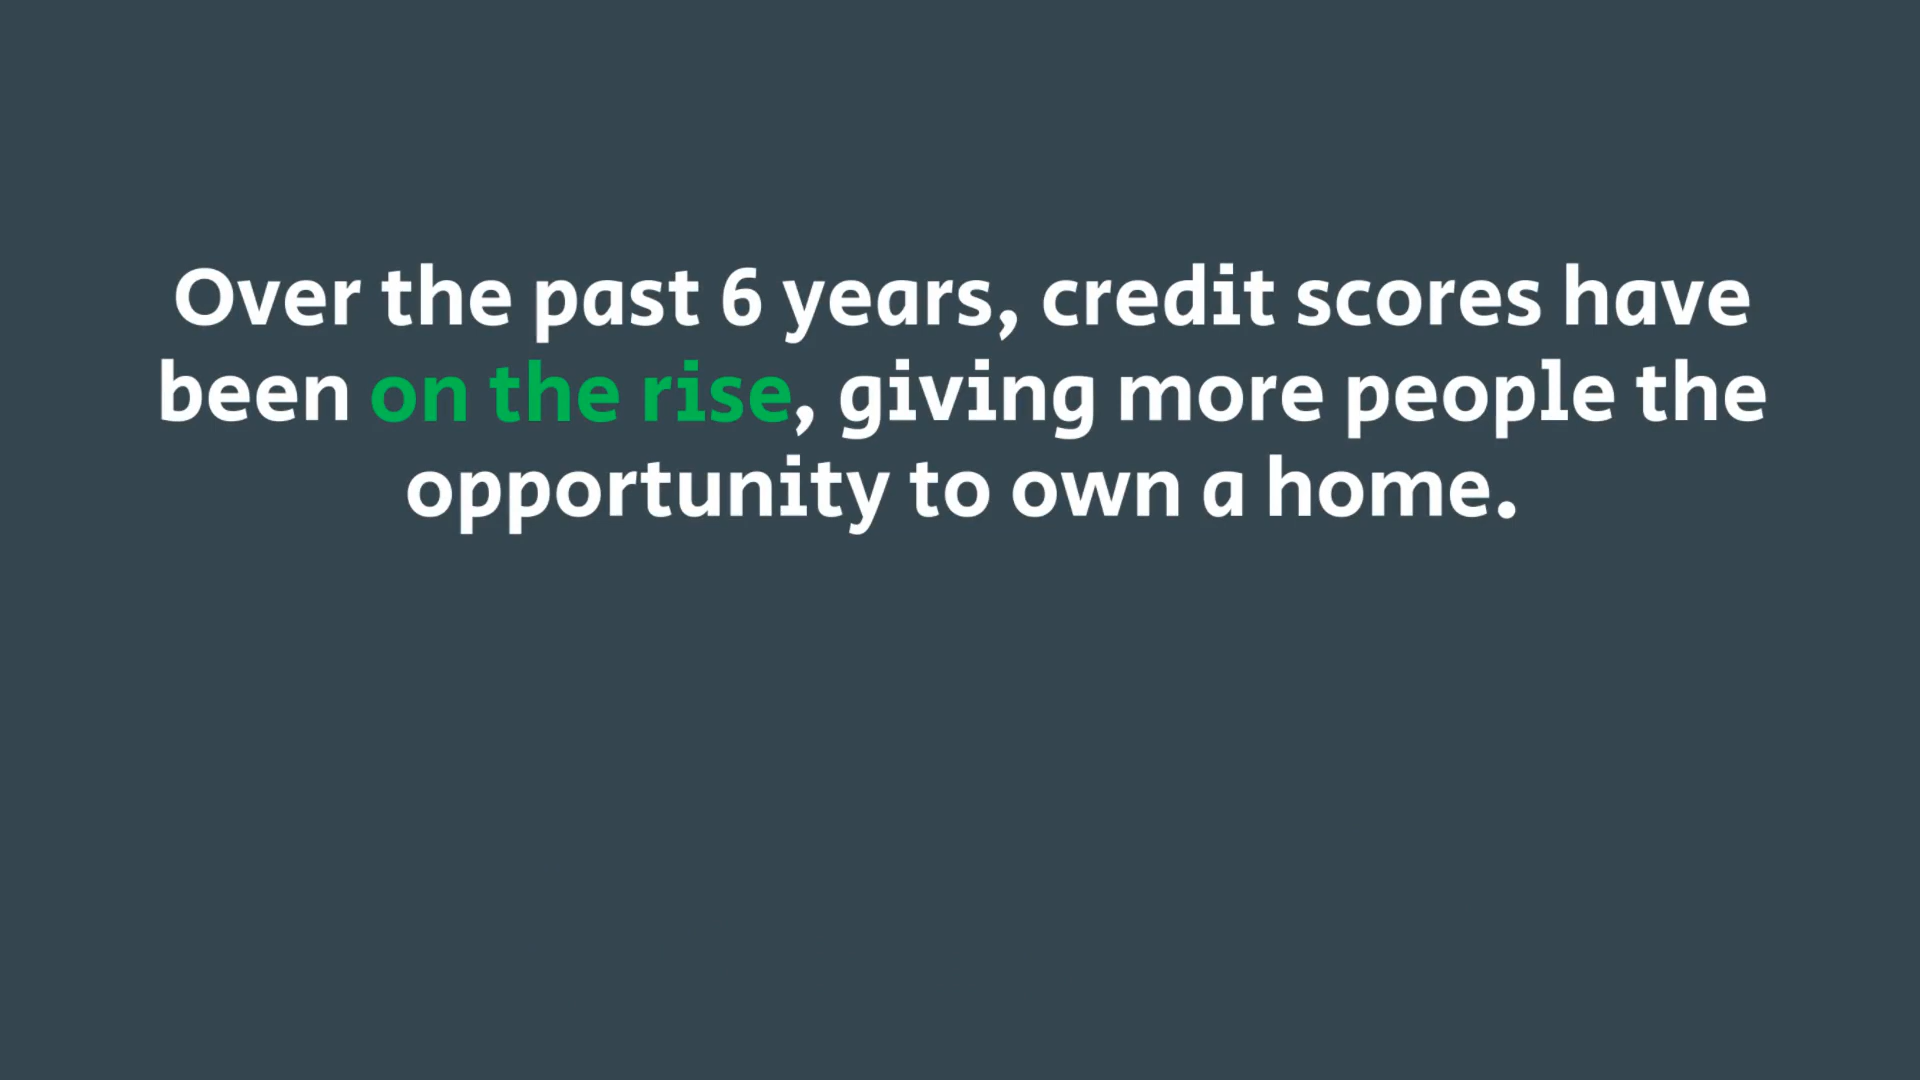 Over the past 6 years, credit scores have
been on the rise, giving more people the
opportunity to own a home.